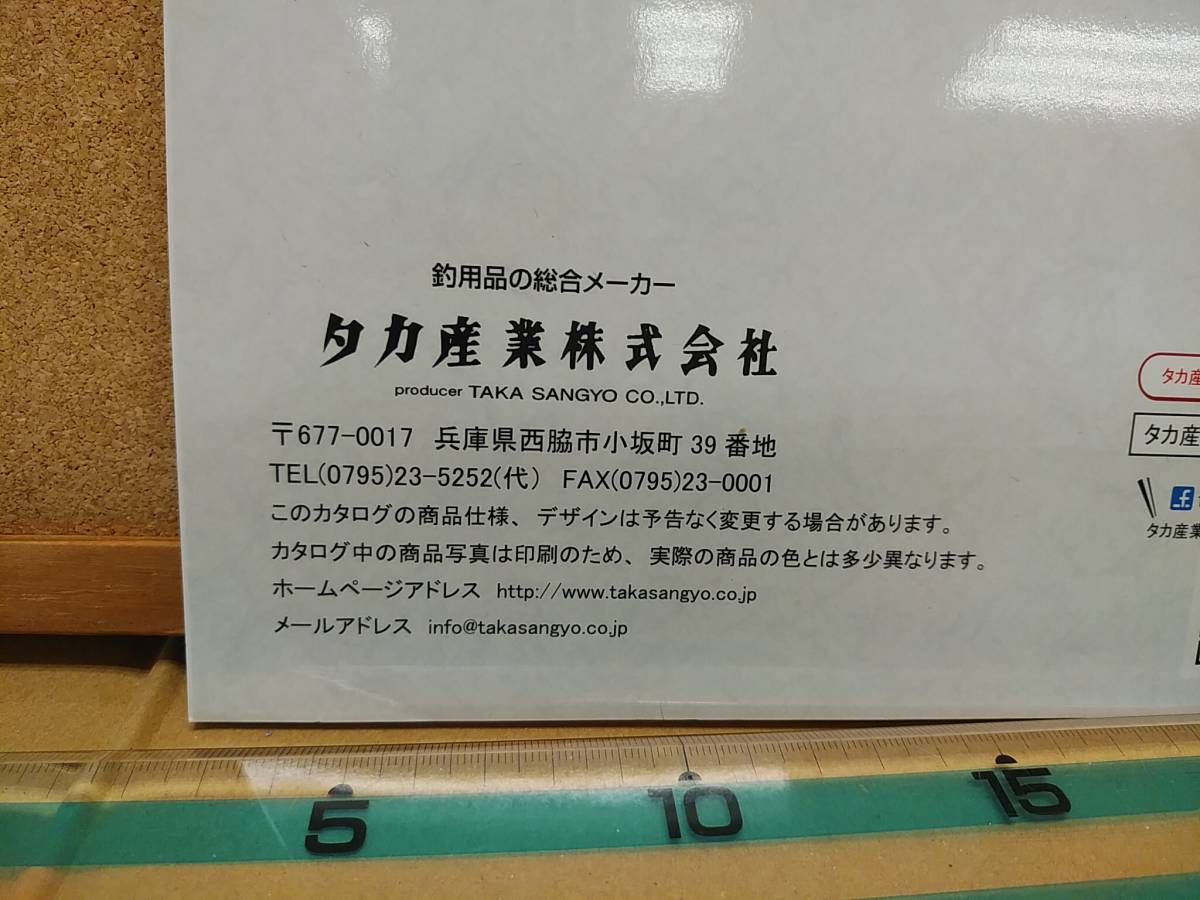 釣用品の総合メーカー
タカ産業株式会社
producer TAKA SANGYO CO.,LTD.
〒677-0017 兵庫県西脇市小坂町 39 番地
TEL(0795)23-5252(代) FAX(0795)23-0001
このカタログの商品仕様、デザインは予告なく変更する場合があります。
カタログ中の商品写真は印刷のため、実際の商品の色とは多少異なります。
ホームページアドレス http://www.takasangyo.co.jp
メールアドレス info@takasangyo.co.jp
タカ産
タカ産
f
タカ産業
5 10 15